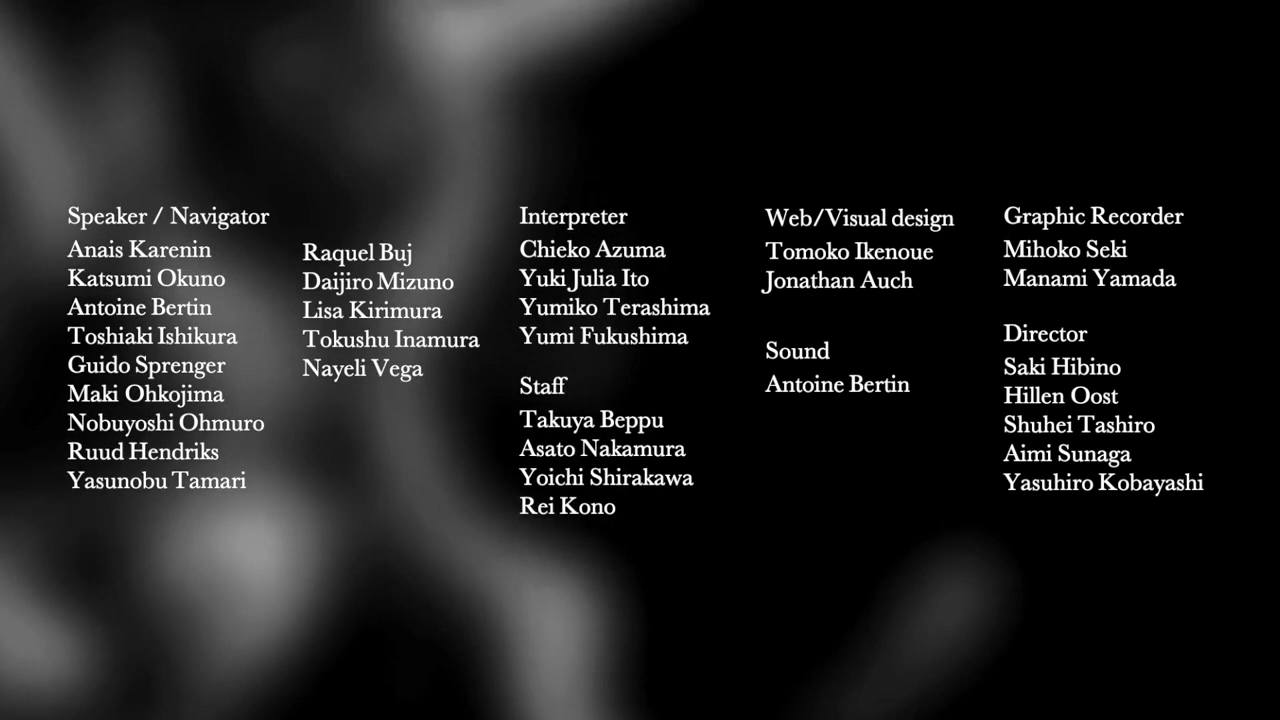 Speaker / Navigator
Anais Karenin
Katsumi Okuno
Antoine Bertin
Toshiaki Ishikura
Guido Sprenger
Maki Ohkojima
Nobuyoshi Ohmuro
Ruud Hendriks
Yasunobu Tamari
Raquel Buj
Daijiro Mizuno
Lisa Kirimura
Tokushu Inamura
Nayeli Vega
Interpreter
Chieko Azuma
Yuki Julia Ito
Yumiko Terashima
Yumi Fukushima
Staff
Takuya Beppu
Asato Nakamura
Yoichi Shirakawa
Rei Kono
Web/Visual design
Tomoko Ikenoue
Jonathan Auch
Sound
Antoine Bertin
Graphic Recorder
Mihoko Seki
Manami Yamada
Director
Saki Hibino
Hillen Oost
Shuhei Tashiro
Aimi Sunaga
Yasuhiro Kobayashi